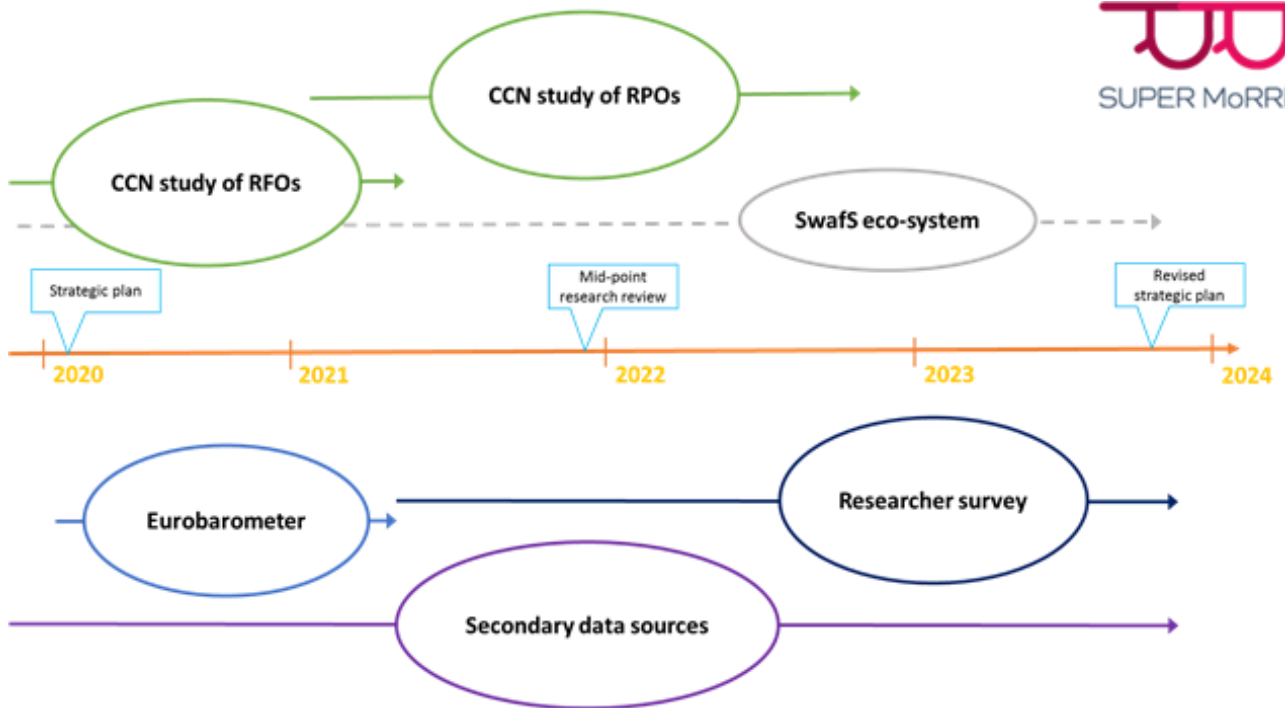 CCN study of RPOs
SUPER MoRRI
CCN study of RFOs
SwafS eco-system
Strategic plan
Mid-point
research review
Revised
strategic plan
2020
2021
2022
2023
2024
Eurobarometer
Researcher survey
Secondary data sources